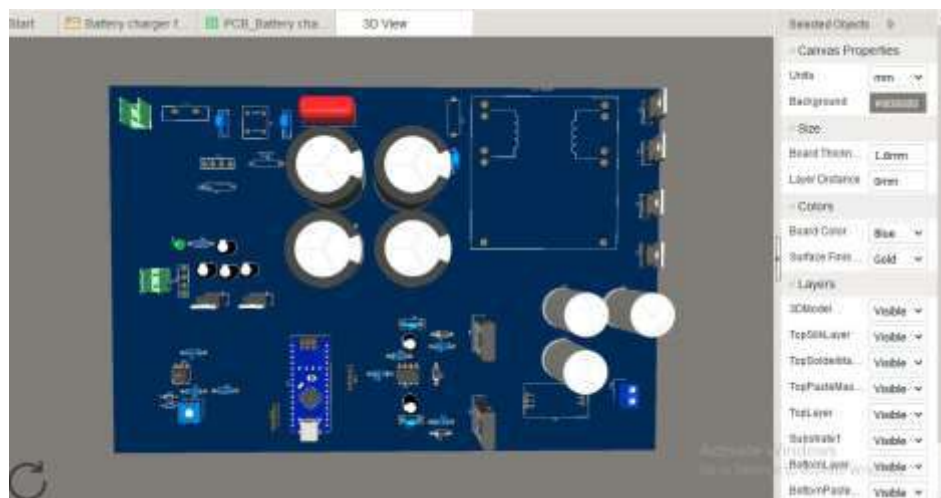 Start
Battery charger f...
PCB_Battery cha...
3D View
Selected Objects 0
Canvas Properties
Units mm
Background
Size
Board Thickn... 1.6mm
Layer Distance 0mm
Colors
Board Color Blue
Surface Finis... Gold
Layers
3DModel Visible
TopSilkLayer Visible
TopSolderMa... Visible
TopPasteMas... Visible
TopLayer Visible
Substrate1 Visible
BottomLayer Visible
BottomPaste... Visible
Activate Windows